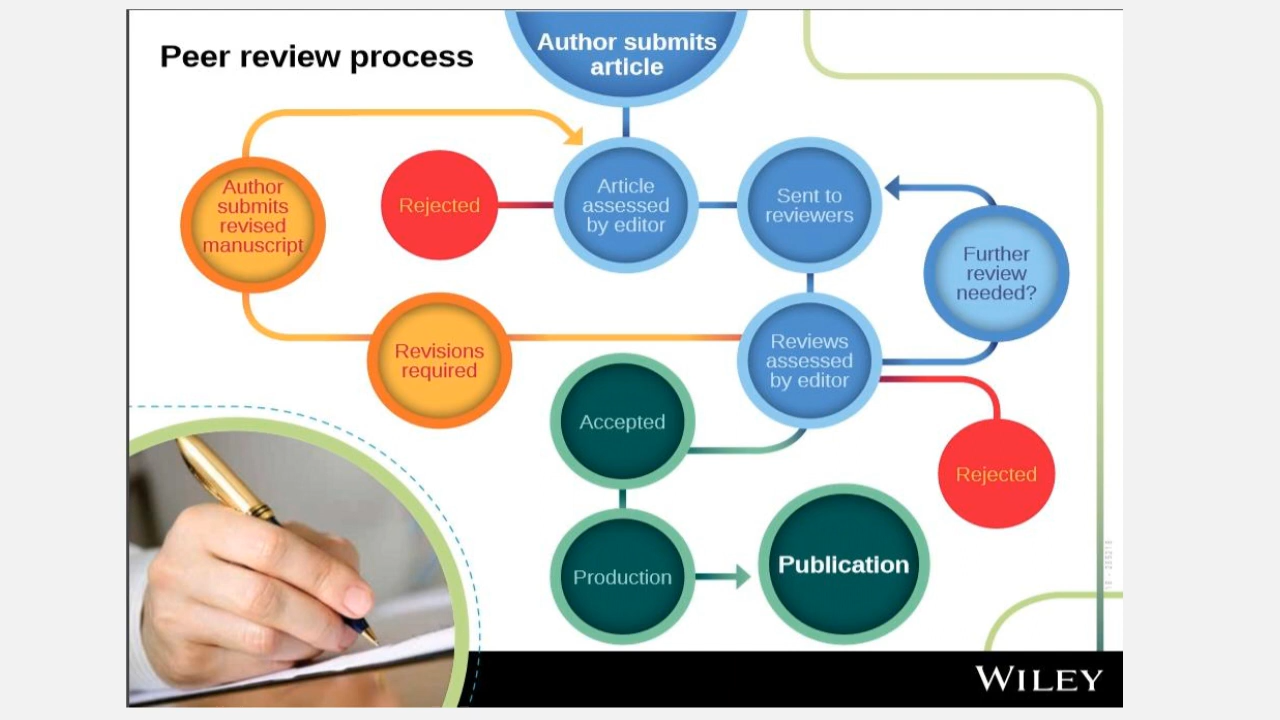 Peer review process
Author submits
article
Author
submits
revised
manuscript
Rejected
Article
assessed
by editor
Sent to
reviewers
Further
review
needed?
Revisions
required
Reviews
assessed
by editor
Accepted
Rejected
Production
Publication
WILEY